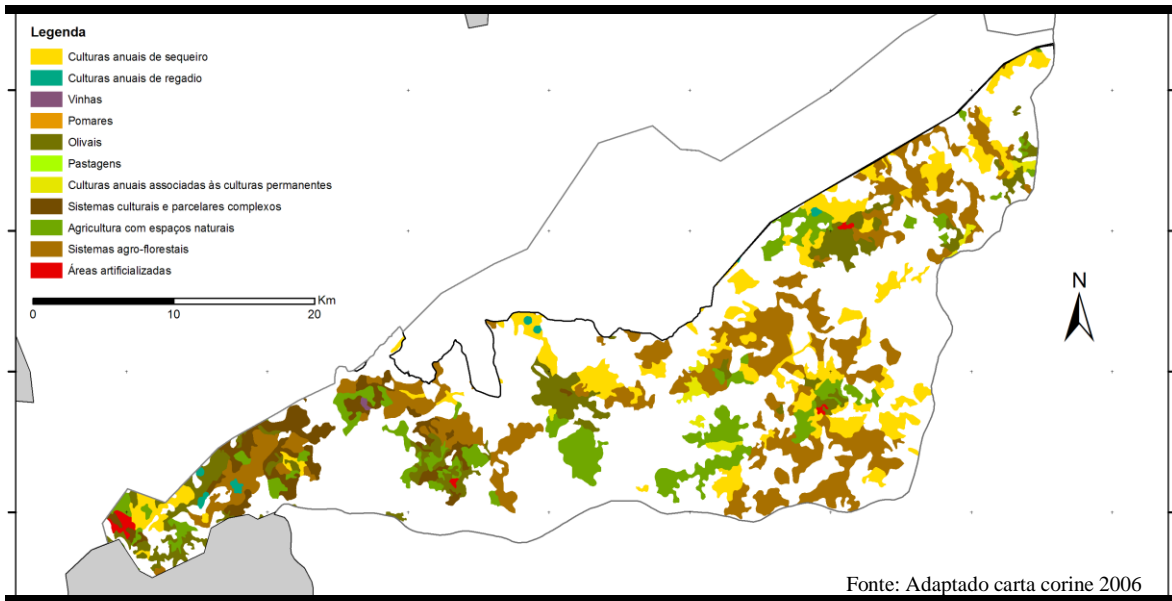 Legenda
Culturas anuais de sequeiro
Culturas anuais de regadio
Vinhas
Pomares
Olivais
Pastagens
Culturas anuais associadas às culturas permanentes
Sistemas culturais e parcelares complexos
Agricultura com espaços naturais
Sistemas agro-florestais
Áreas artificializadas
Km
0 10 20
N
Fonte: Adaptado carta corine 2006